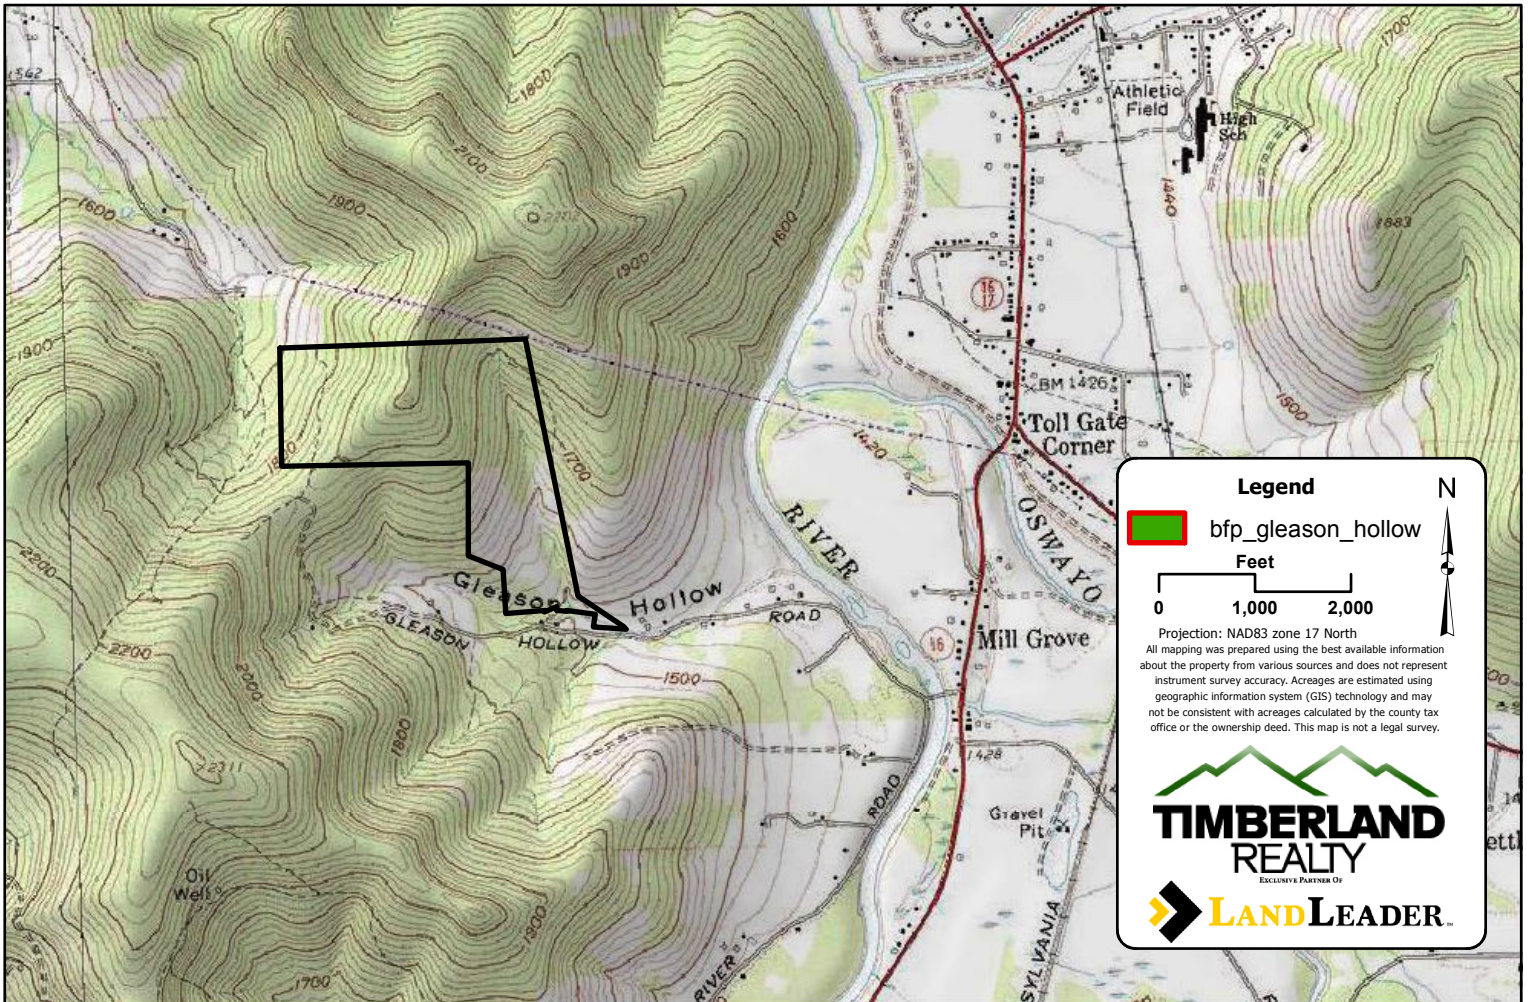 1700
1562
1800
Athletic
Field
High
Sch
2100
1600
1900
1440
2202
1883
1600
1900
16
17
1900
BM 1426
1500
Toll Gate
Corner
1420
1800
1700
RIVER
OSWAYO
2200
Gleason
Hollow
GLEASON
HOLLOW
ROAD
16
Mill Grove
2200
2000
1500
1800
2311
1428
ROAD
Gravel
Pit
Oil
Well
1900
1700
RIVER
SYLVANIA
Legend
N
bfp_gleason_hollow
Feet
0 1,000 2,000
Projection: NAD83 zone 17 North
All mapping was prepared using the best available information
about the property from various sources and does not represent
instrument survey accuracy. Acreages are estimated using
geographic information system (GIS) technology and may
not be consistent with acreages calculated by the county tax
office or the ownership deed. This map is not a legal survey.
TIMBERLAND
REALTY
EXCLUSIVE PARTNER OF
LANDLEADER